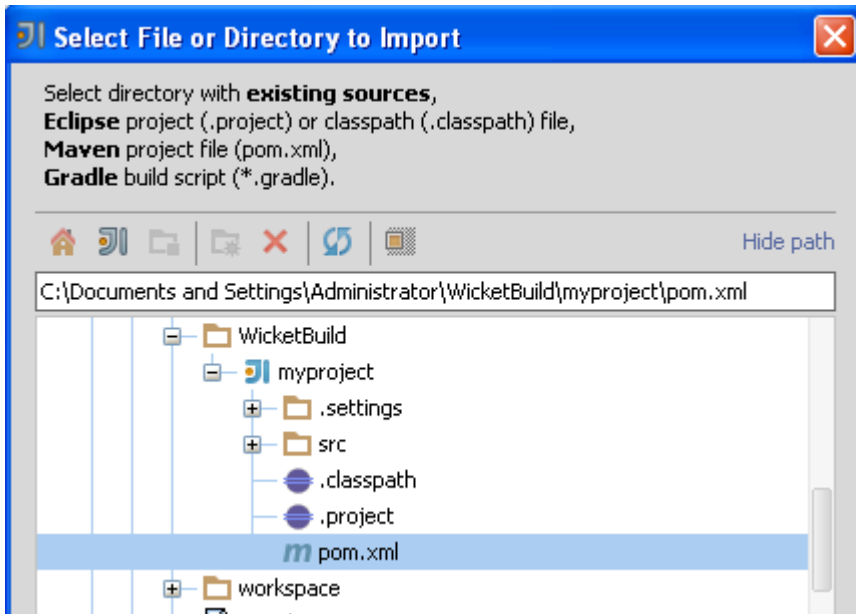 Select File or Directory to Import
Select directory with existing sources,
Eclipse project (.project) or classpath (.classpath) file,
Maven project file (pom.xml),
Gradle build script (*.gradle).
Hide path
C:\Documents and Settings\Administrator\WicketBuild\myproject\pom.xml
WicketBuild
myproject
.settings
src
.classpath
.project
pom.xml
workspace